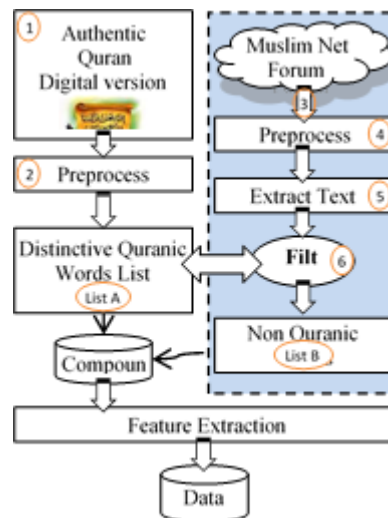 1
Authentic
Quran
Digital version
2
Preprocess
Distinctive Quranic
Words List
List A
Compoun
Muslim Net
Forum
3
Preprocess
4
Extract Text
5
Filt
6
Non Quranic
List B
Feature Extraction
Data